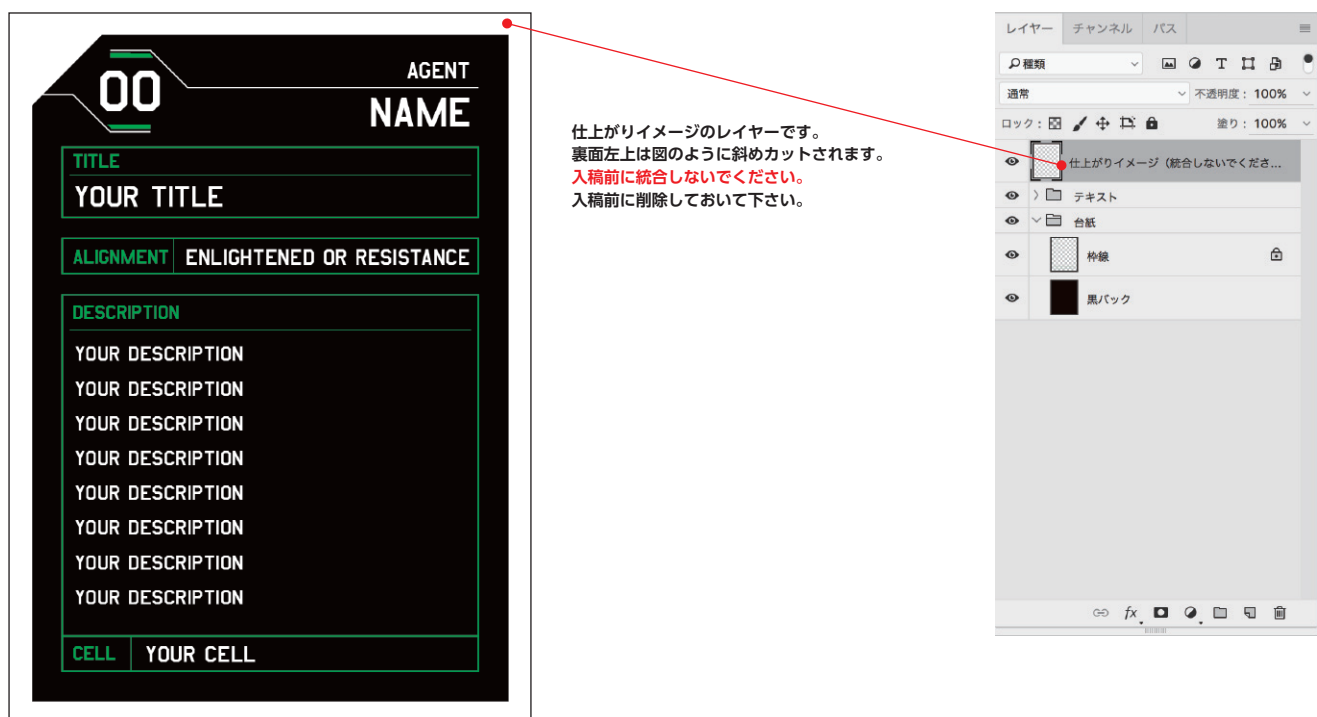 00
AGENT
NAME
TITLE
YOUR TITLE
ALIGNMENT ENLIGHTENED OR RESISTANCE
DESCRIPTION
YOUR DESCRIPTION
YOUR DESCRIPTION
YOUR DESCRIPTION
YOUR DESCRIPTION
YOUR DESCRIPTION
YOUR DESCRIPTION
YOUR DESCRIPTION
YOUR DESCRIPTION
CELL YOUR CELL
仕上がりイメージのレイヤーです。
裏面左上は図のように斜めカットされます。
入稿前に統合しないでください。
入稿前に削除しておいて下さい。
レイヤー チャンネル パス
種類
通常 不透明度： 100%
ロック： 塗り： 100%
仕上がりイメージ（統合しないでくださ...
テキスト
台紙
枠線
黒バック
fx